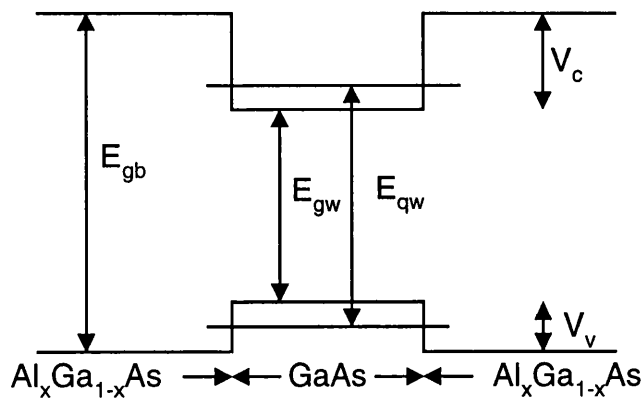 V_c
E_gb
E_gw
E_qw
V_v
Al_xGa_1-xAs GaAs Al_xGa_1-xAs